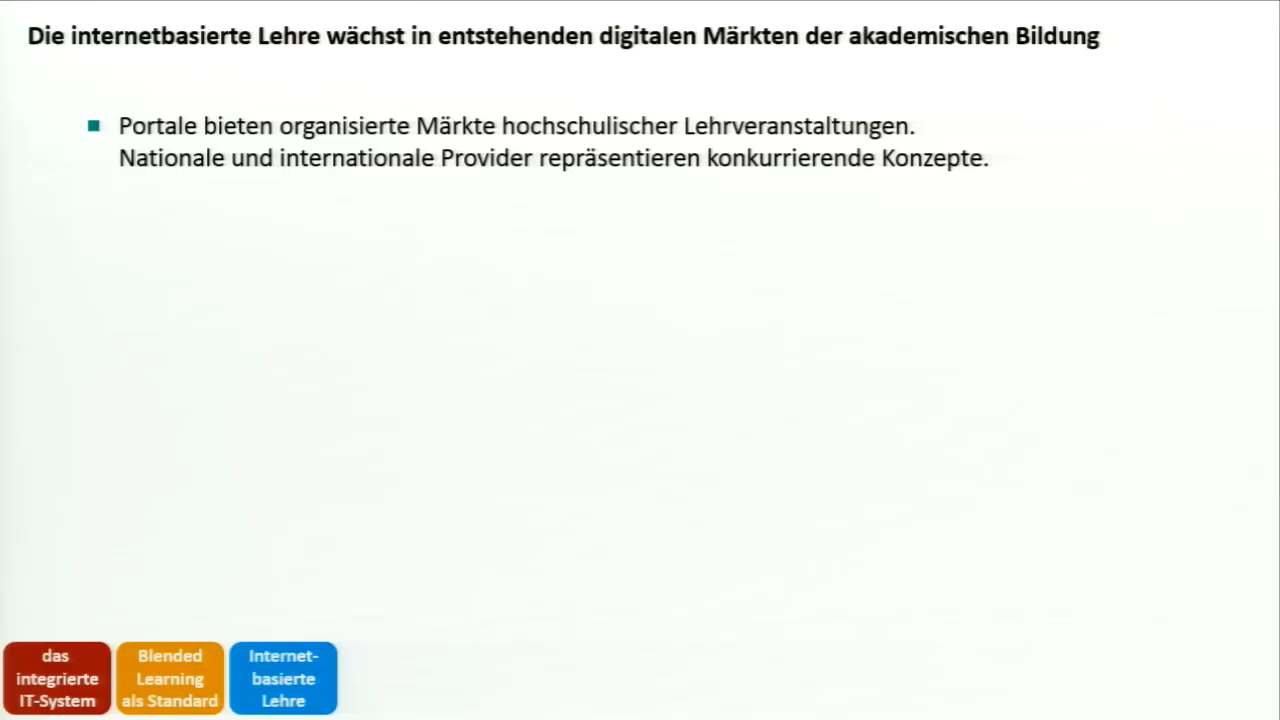 Die internetbasierte Lehre wächst in entstehenden digitalen Märkten der akademischen Bildung
Portale bieten organisierte Märkte hochschulischer Lehrveranstaltungen.
Nationale und internationale Provider repräsentieren konkurrierende Konzepte.
das
integrierte
IT-System
Blended
Learning
als Standard
Internet-
basierte
Lehre